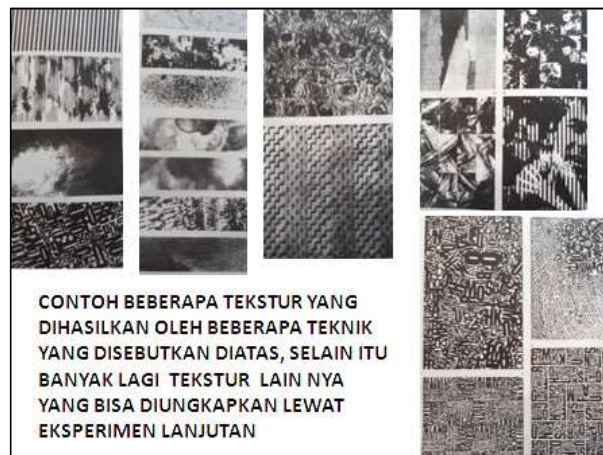 CONTOH BEBERAPA TEKSTUR YANG
DIHASILKAN OLEH BEBERAPA TEKNIK
YANG DISEBUTKAN DIATAS, SELAIN ITU
BANYAK LAGI TEKSTUR LAIN NYA
YANG BISA DIUNGKAPKAN LEWAT
EKSPERIMEN LANJUTAN